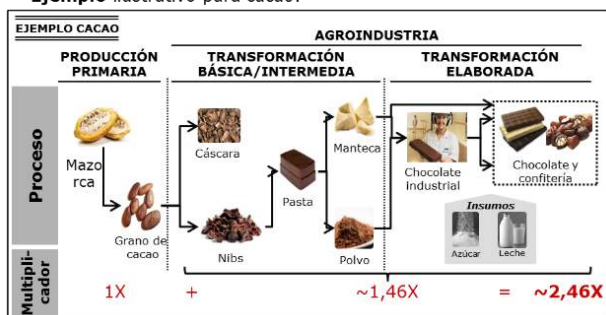 Ejemplo ilustrativo para cacao:
EJEMPLO CACAO
AGROINDUSTRIA
PRODUCCIÓN
PRIMARIA
TRANSFORMACIÓN
BÁSICA/INTERMEDIA
TRANSFORMACIÓN
ELABORADA
Proceso
Mazo
rca
Grano de
cacao
Cáscara
Nibs
Pasta
Manteca
Polvo
Chocolate
industrial
Chocolate y
confitería
Insumos
Azúcar
Leche
Multipli-
cador
1X + ~1,46X = ~2,46X